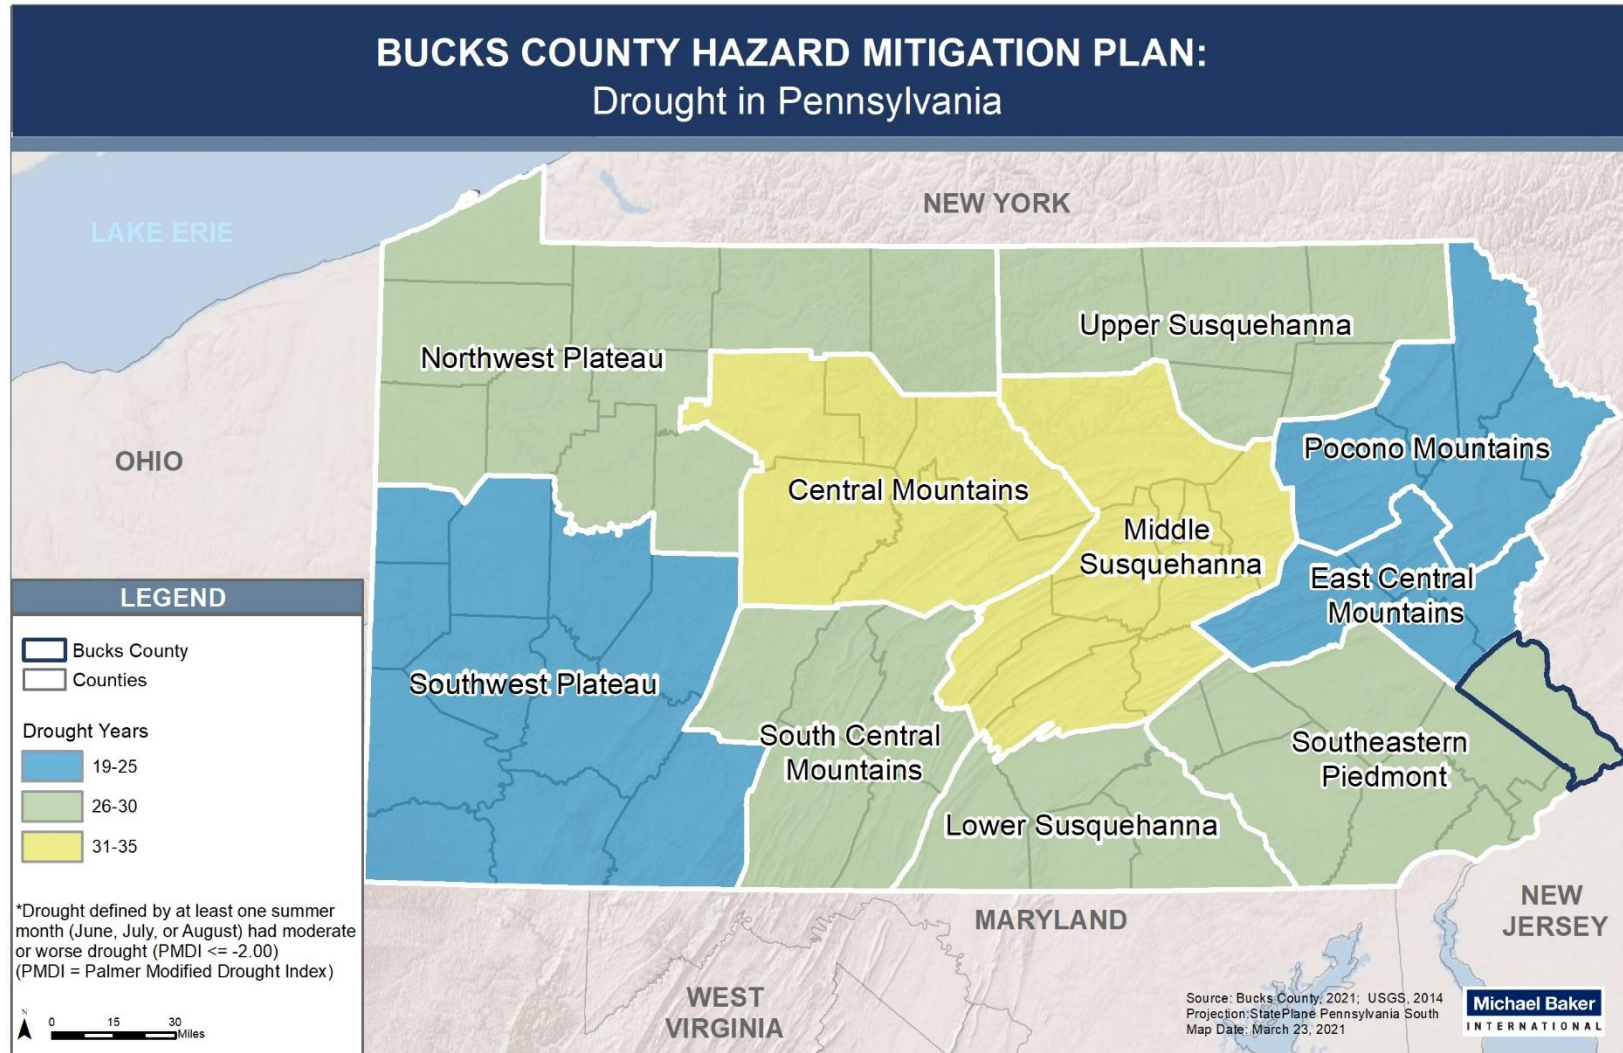 BUCKS COUNTY HAZARD MITIGATION PLAN:
Drought in Pennsylvania
LAKE ERIE
NEW YORK
Upper Susquehanna
Northwest Plateau
OHIO
Pocono Mountains
Central Mountains
Middle
Susquehanna
East Central
Mountains
Southwest Plateau
South Central
Mountains
Southeastern
Piedmont
Lower Susquehanna
MARYLAND
NEW
JERSEY
WEST
VIRGINIA
LEGEND
Bucks County
Counties
Drought Years
19-25
26-30
31-35
*Drought defined by at least one summer
month (June, July, or August) had moderate
or worse drought (PMDI <= -2.00)
(PMDI = Palmer Modified Drought Index)
N
0 15 30
Miles
Source: Bucks County, 2021; USGS, 2014
Projection:StatePlane Pennsylvania South
Map Date: March 23, 2021
Michael Baker
INTERNATIONAL